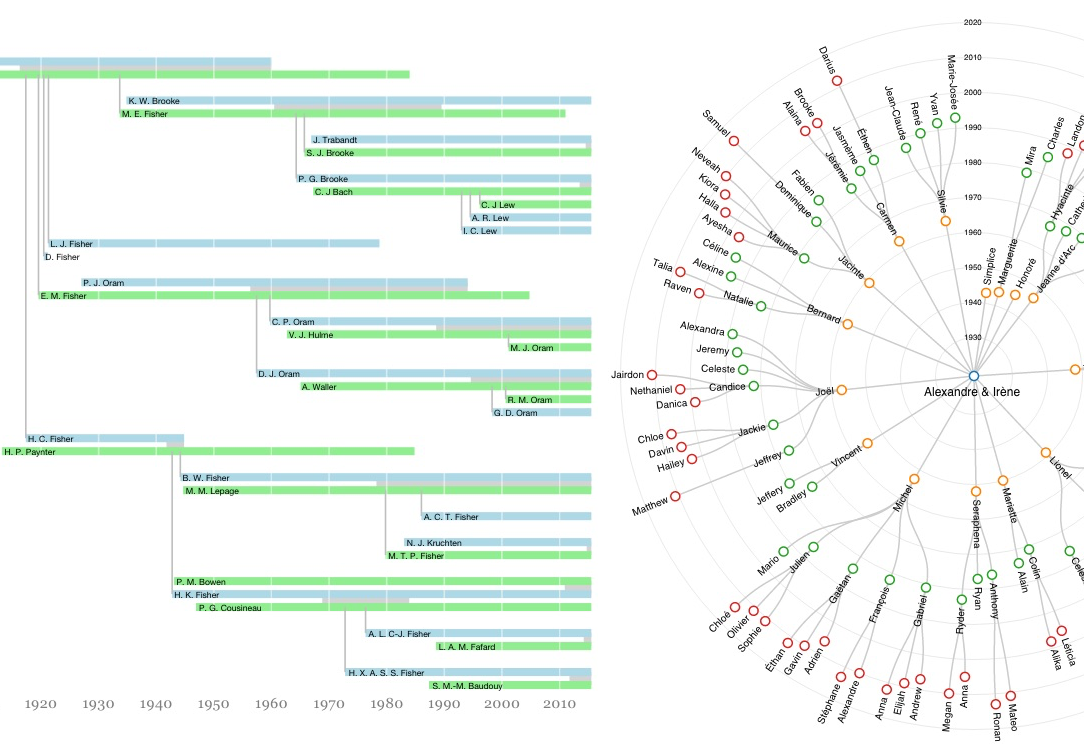 K. W. Brooke
M. E. Fisher
J. Trabandt
S. J. Brooke
P. G. Brooke
C. J Bach
C. J Lew
A. R. Lew
I. C. Lew
L. J. Fisher
D. Fisher
P. J. Oram
E. M. Fisher
C. P. Oram
V. J. Hulme
M. J. Oram
D. J. Oram
A. Waller
R. M. Oram
G. D. Oram
H. C. Fisher
H. P. Paynter
B. W. Fisher
M. M. Lepage
A. C. T. Fisher
N. J. Kruchten
M. T. P. Fisher
P. M. Bowen
H. K. Fisher
P. G. Cousineau
A. L. C-J. Fisher
L. A. M. Fafard
H. X. A. S. S. Fisher
S. M.-M. Baudouy
1920 1930 1940 1950 1960 1970 1980 1990 2000 2010
2020
2010
2000
1990
1980
1970
1960
1950
1940
1930
Alexandre & Irène
Darius
Brooke
Alaina
Samuel
Neveah
Kiora
Halla
Ayesha
Talia
Raven
Éthen
Jasmème
Jérémie
Fabien
Dominique
Maurice
Céline
Alexine
Natalie
Carmen
Jacinte
Bernard
Jean-Claude
René
Yvan
Marie-Josée
Silvie
Mira
Charles
Landon
Hyacinte
Simplice
Marguerite
Honoré
Jeanne d'Arc
Alexandra
Jeremy
Celeste
Candice
Joël
Jairdon
Nethaniel
Danica
Jackie
Chloe
Davin
Hailey
Jeffrey
Matthew
Vincent
Jeffery
Bradley
Michel
Mario
Julien
Chloé
Olivier
Sophie
Gaëtan
Éthan
Gavin
Adrien
François
Stéphane
Alexandre
Gabriel
Anna
Elijah
Andrew
Seraphena
Ryder
Ryan
Anthony
Megan
Anna
Ronan
Mateo
Mariette
Alain
Colin
Alika
Léticia
Lionel